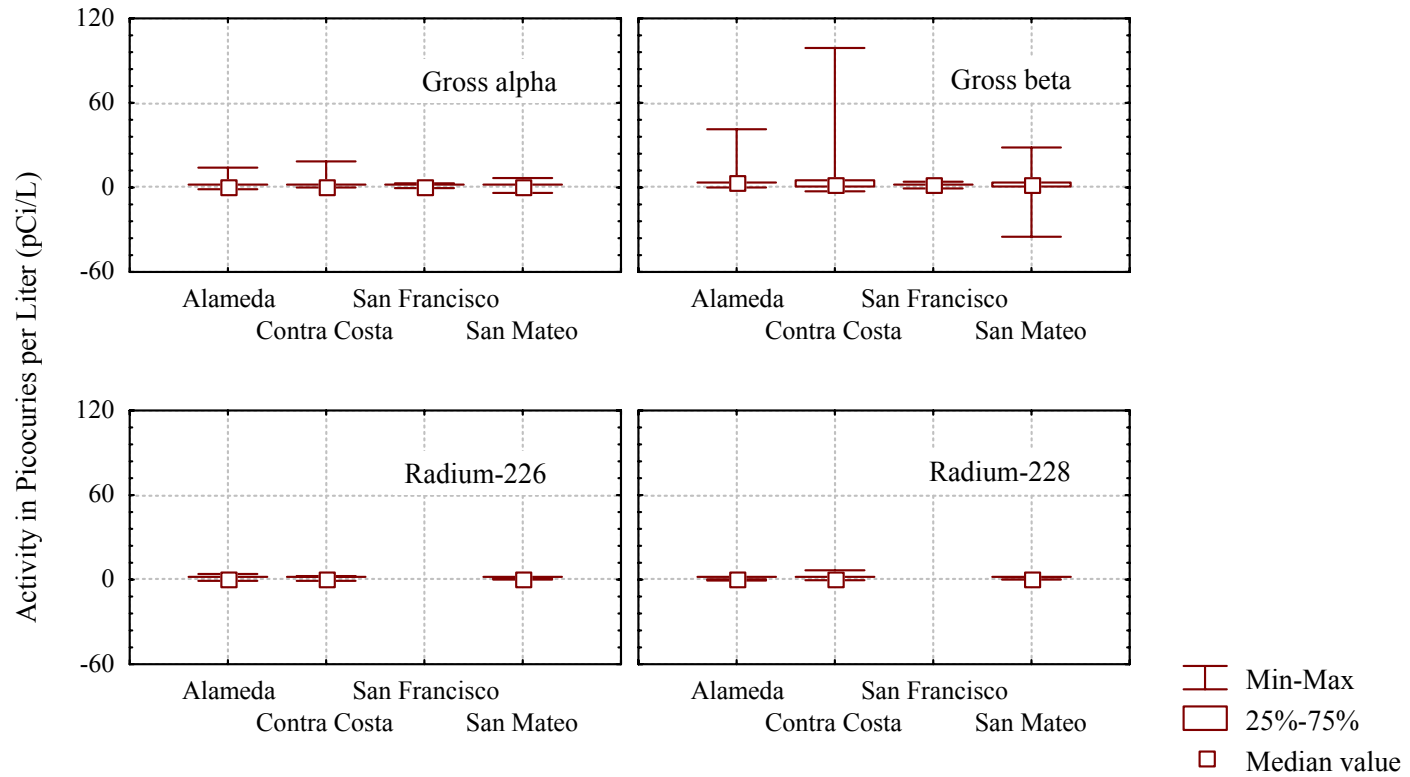 Activity in Picocuries per Liter (pCi/L)
120
60
0
-60
Gross alpha
Gross beta
Alameda
San Francisco
Contra Costa
San Mateo
Alameda
San Francisco
Contra Costa
San Mateo
120
60
0
-60
Radium-226
Radium-228
Alameda
San Francisco
Contra Costa
San Mateo
Alameda
San Francisco
Contra Costa
San Mateo
Min-Max
25%-75%
Median value